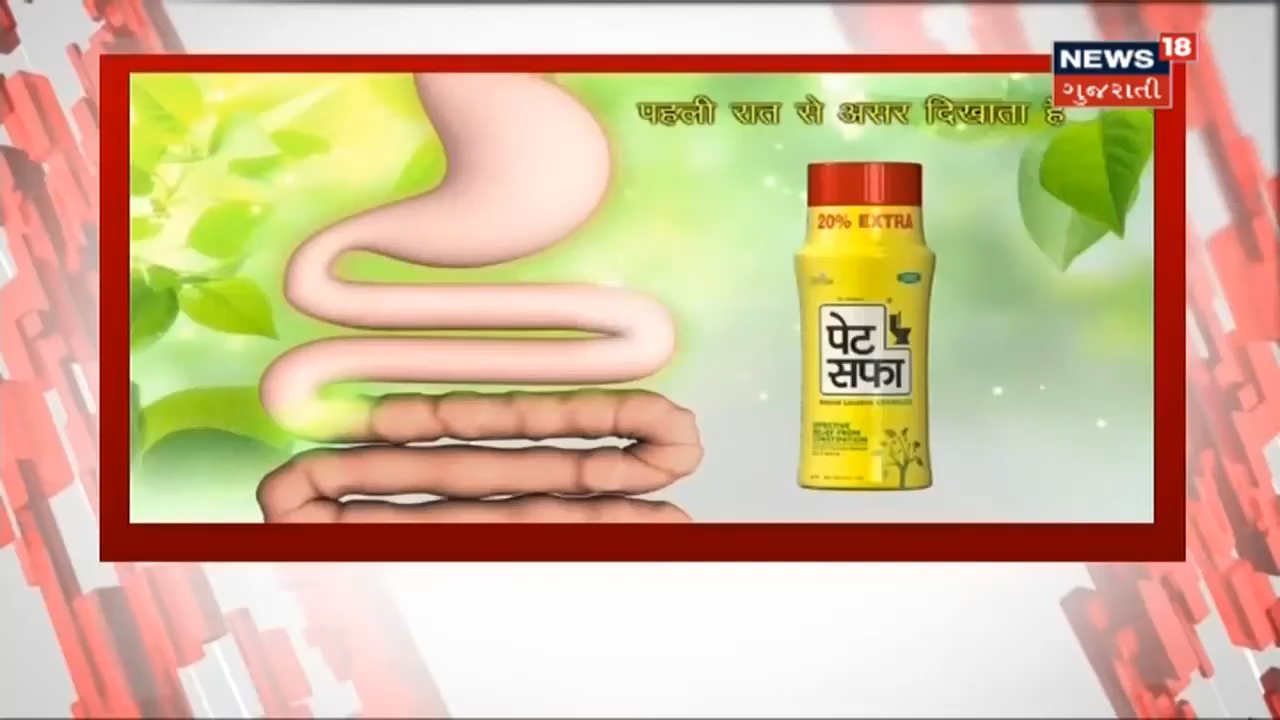 NEWS 18
ગુજરાતી
पहली रात से असर दिखाता है
20% EXTRA
पेट
सफा
EFFECTIVE
RELIEF FROM
CONSTIPATION